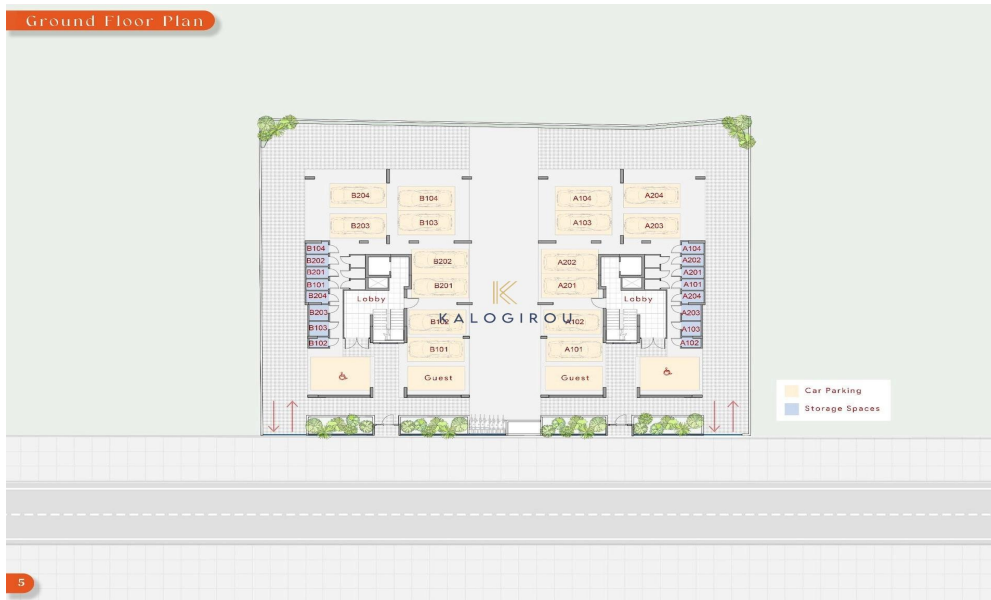 Ground Floor Plan
B204
B104
A104
A204
B203
B103
A103
A203
B104
B202
B201
B101
B204
B203
B103
B102
Lobby
B202
B201
B102
B101
Guest
K
KALOGIROU
A202
A201
A102
A101
Guest
Lobby
A104
A202
A201
A101
A204
A203
A103
A102
Car Parking
Storage Spaces
5